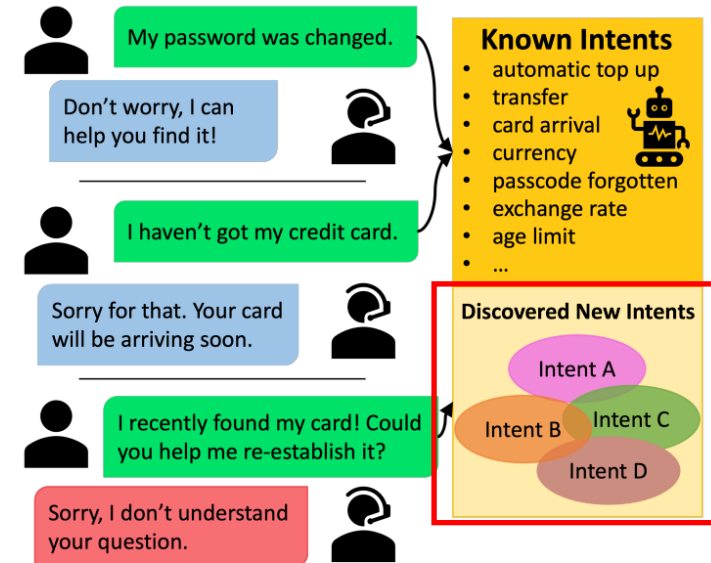 My password was changed.
Don't worry, I can
help you find it!
I haven't got my credit card.
Sorry for that. Your card
will be arriving soon.
I recently found my card! Could
you help me re-establish it?
Sorry, I don't understand
your question.
Known Intents
• automatic top up
• transfer
• card arrival
• currency
• passcode forgotten
• exchange rate
• age limit
• ...
Discovered New Intents
Intent A
Intent B
Intent C
Intent D